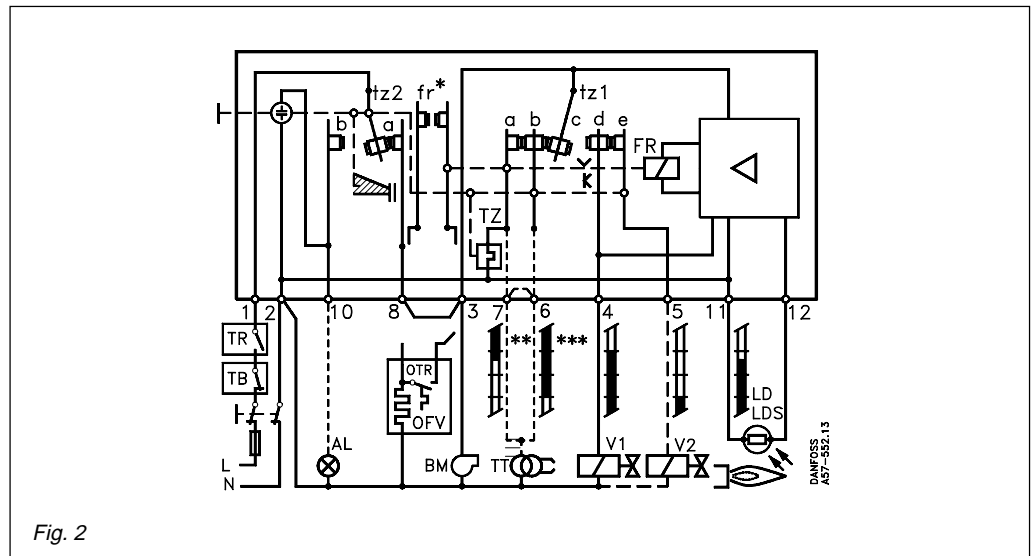 tz2 fr* tz1
b a a b c d e
FR
TZ
1 2 10 8 3 7 6 4 5 11 12
TR ** ***
TB OTR LD
OFV LDS
AL V1 V2
L BM TT
N
DANFOSS
A57-552.13
Fig. 2